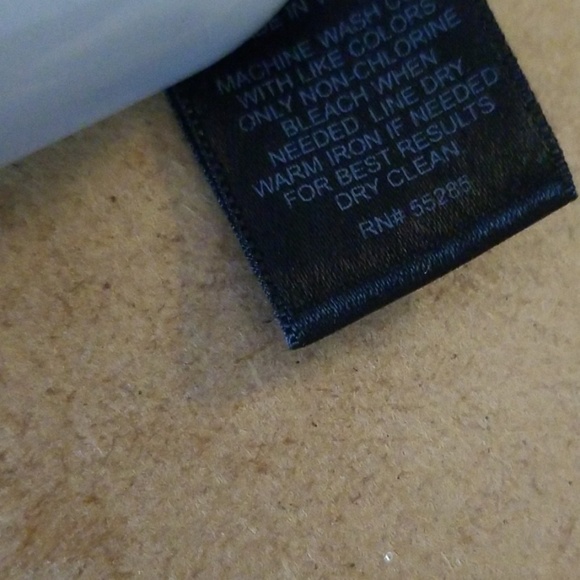 IN
MACHINE WASH
WITH LIKE COLORS
ONLY NON-CHLORINE
BLEACH WHEN
NEEDED. LINE DRY
WARM IRON IF NEEDED
FOR BEST RESULTS
DRY CLEAN
RN# 55285